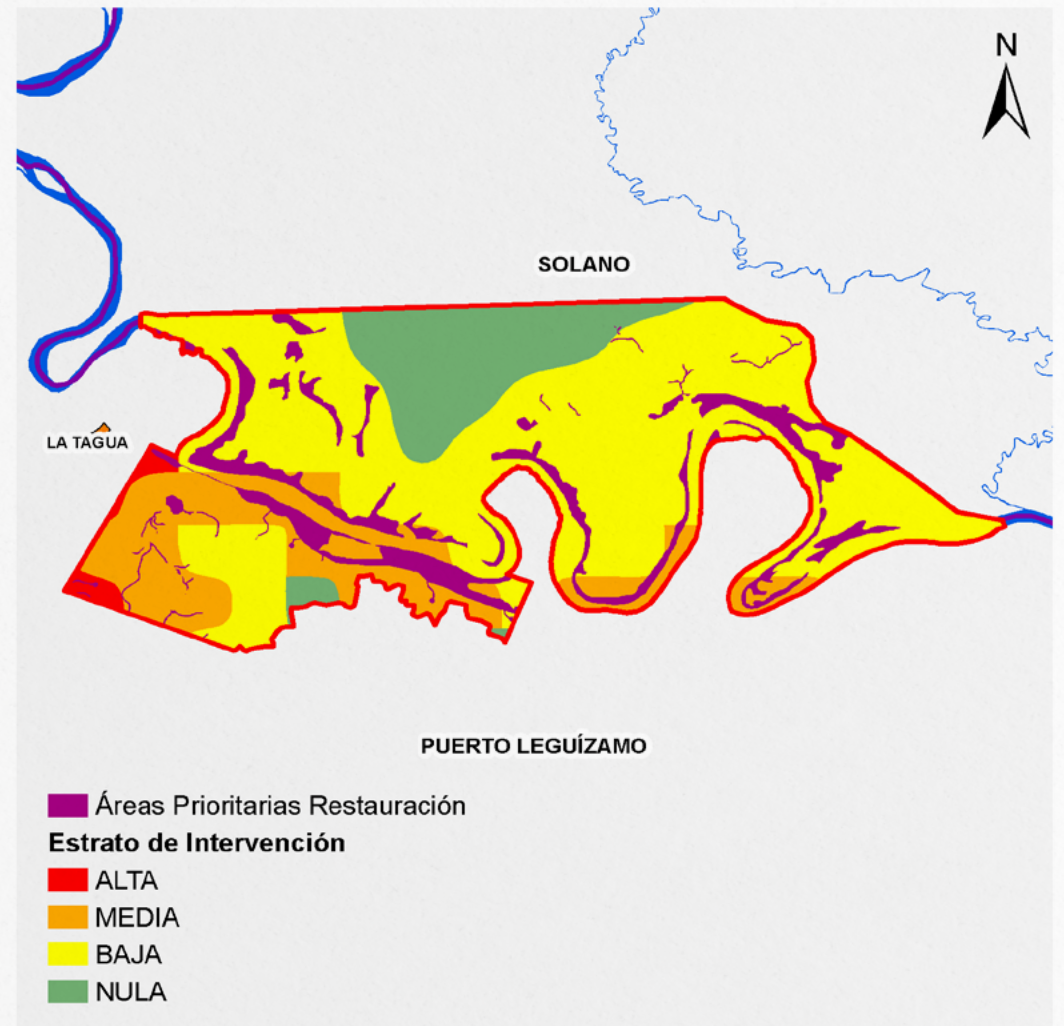 N
SOLANO
LA TAGUA
PUERTO LEGUÍZAMO
Áreas Prioritarias Restauración
Estrato de Intervención
ALTA
MEDIA
BAJA
NULA